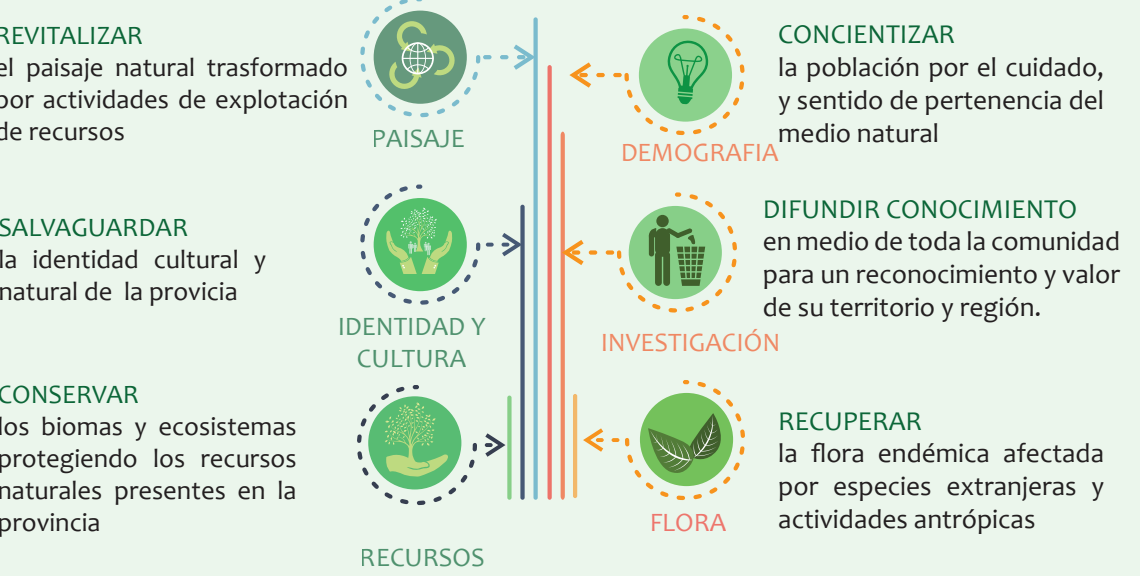 REVITALIZAR
el paisaje natural trasformado
por actividades de explotación
de recursos
PAISAJE
SALVAGUARDAR
la identidad cultural y
natural de la provicia
IDENTIDAD Y
CULTURA
CONSERVAR
los biomas y ecosistemas
protegiendo los recursos
naturales presentes en la
provincia
RECURSOS
CONCIENTIZAR
la población por el cuidado,
y sentido de pertenencia del
medio natural
DEMOGRAFIA
DIFUNDIR CONOCIMIENTO
en medio de toda la comunidad
para un reconocimiento y valor
de su territorio y región.
INVESTIGACIÓN
RECUPERAR
la flora endémica afectada
por especies extranjeras y
actividades antrópicas
FLORA